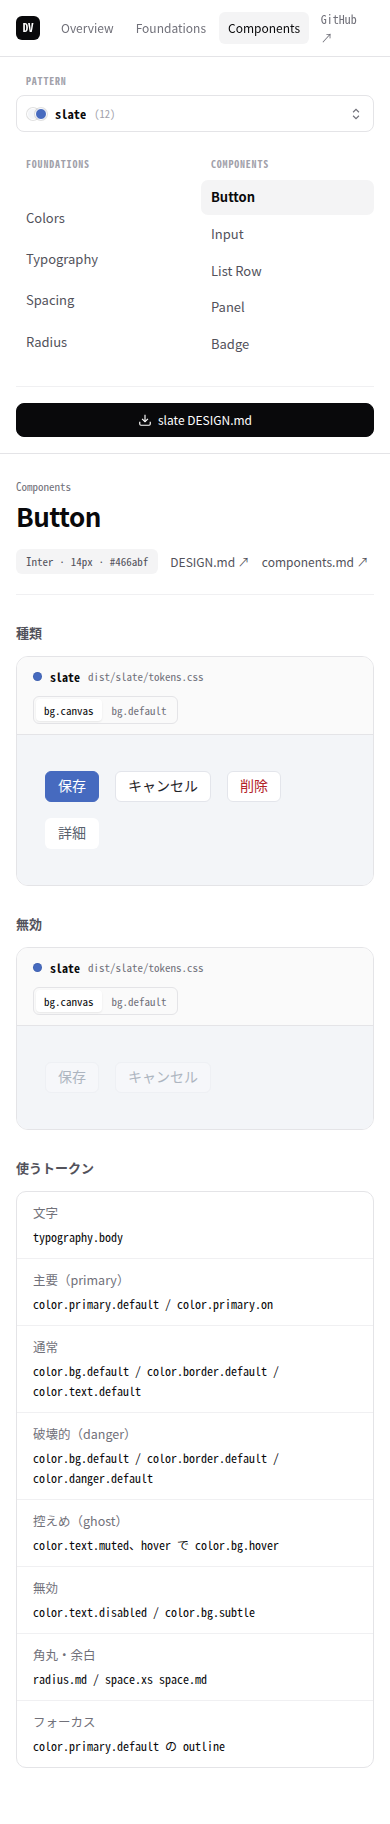 DV Overview Foundations Components GitHub ↗
PATTERN
slate (12)
FOUNDATIONS
Colors
Typography
Spacing
Radius
COMPONENTS
Button
Input
List Row
Panel
Badge
slate DESIGN.md
Components
Button
Inter · 14px · #466abf DESIGN.md ↗ components.md ↗
種類
slate dist/slate/tokens.css
bg.canvas bg.default
保存 キャンセル 削除
詳細
無効
slate dist/slate/tokens.css
bg.canvas bg.default
保存 キャンセル
使うトークン
文字
typography.body
主要（primary）
color.primary.default / color.primary.on
通常
color.bg.default / color.border.default /
color.text.default
破壊的（danger）
color.bg.default / color.border.default /
color.danger.default
控えめ（ghost）
color.text.muted、hover で color.bg.hover
無効
color.text.disabled / color.bg.subtle
角丸・余白
radius.md / space.xs space.md
フォーカス
color.primary.default の outline